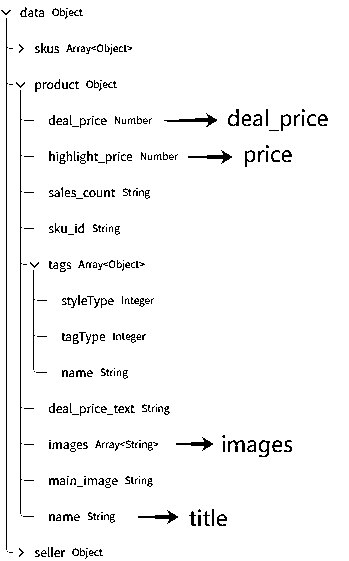 data Object
skus Array<Object>
product Object
deal_price Number deal_price
highlight_price Number price
sales_count String
sku_id String
tags Array<Object>
styleType Integer
tagType Integer
name String
deal_price_text String
images Array<String> images
main_image String
name String title
seller Object